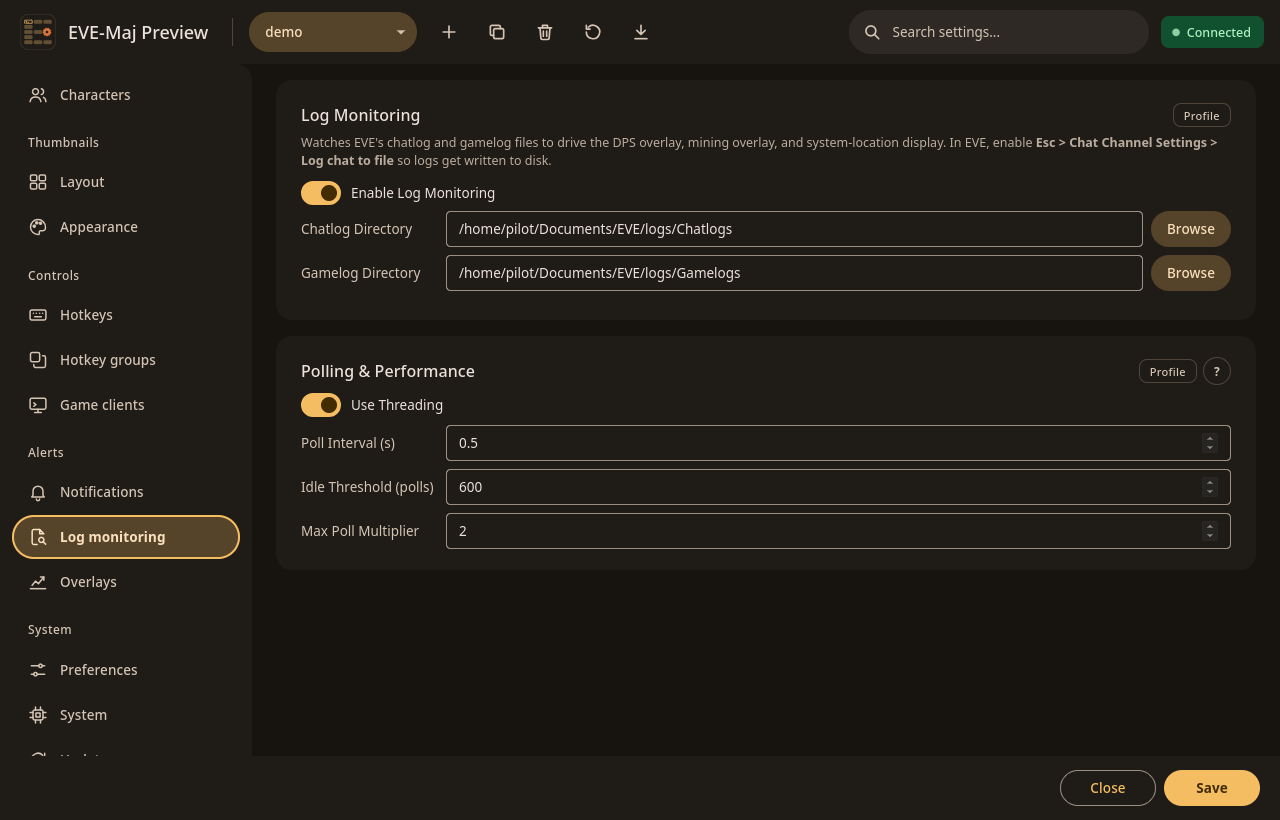 EVE-Maj Preview
demo
Search settings...
Connected
Characters
Thumbnails
Layout
Appearance
Controls
Hotkeys
Hotkey groups
Game clients
Alerts
Notifications
Log monitoring
Overlays
System
Preferences
System
Log Monitoring
Profile
Watches EVE's chatlog and gamelog files to drive the DPS overlay, mining overlay, and system-location display. In EVE, enable Esc > Chat Channel Settings >
Log chat to file so logs get written to disk.
Enable Log Monitoring
Chatlog Directory
/home/pilot/Documents/EVE/logs/Chatlogs
Browse
Gamelog Directory
/home/pilot/Documents/EVE/logs/Gamelogs
Browse
Polling & Performance
Profile
?
Use Threading
Poll Interval (s)
0.5
Idle Threshold (polls)
600
Max Poll Multiplier
2
Close
Save